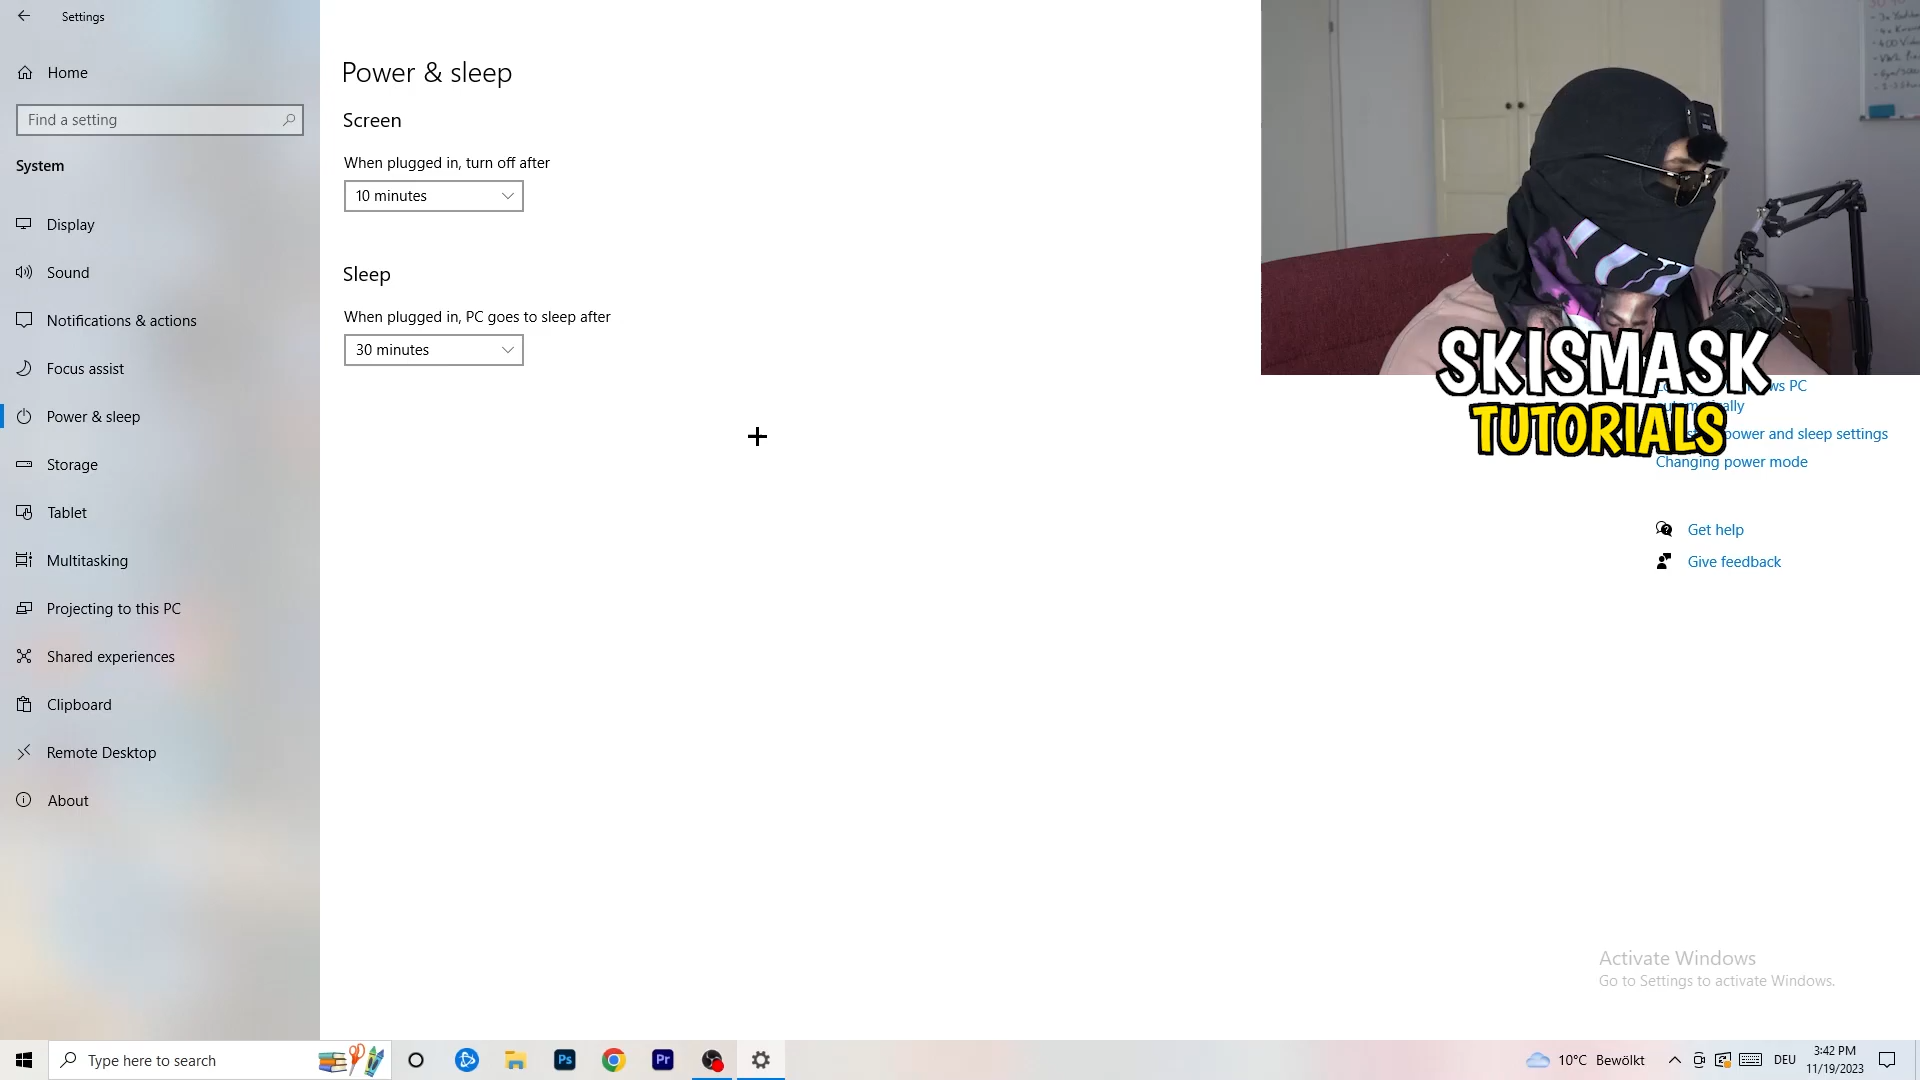 Settings
Home
Find a setting
System
Display
Sound
Notifications & actions
Focus assist
Power & sleep
Storage
Tablet
Multitasking
Projecting to this PC
Shared experiences
Clipboard
Remote Desktop
About
Power & sleep
Screen
When plugged in, turn off after
10 minutes
Sleep
When plugged in, PC goes to sleep after
30 minutes
SKISMASK
TUTORIALS
PC
power and sleep settings
Changing power mode
Get help
Give feedback
Activate Windows
Go to Settings to activate Windows.
Type here to search
Ps
Pr
10°C Bewölkt
DEU
3:42 PM
11/19/2023